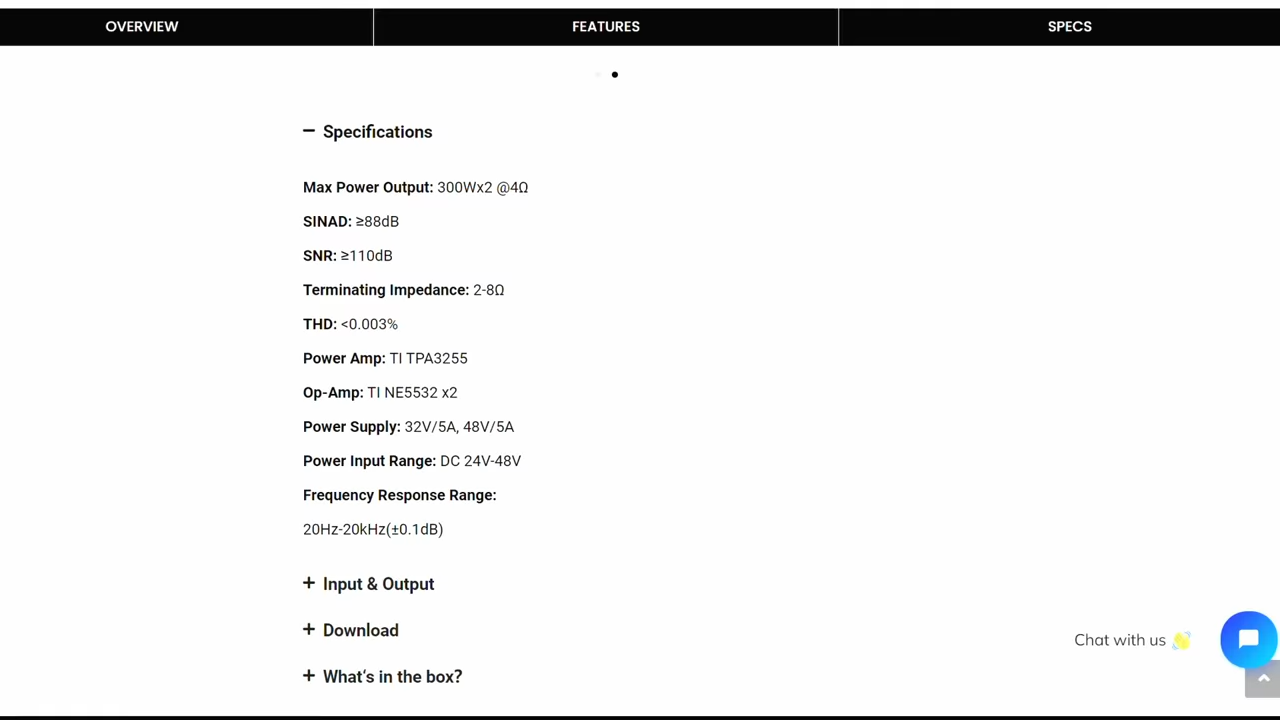 OVERVIEW
FEATURES
SPECS
Specifications
Max Power Output: 300Wx2 @4Ω
SINAD: ≥88dB
SNR: ≥110dB
Terminating Impedance: 2-8Ω
THD: <0.003%
Power Amp: TI TPA3255
Op-Amp: TI NE5532 x2
Power Supply: 32V/5A, 48V/5A
Power Input Range: DC 24V-48V
Frequency Response Range:
20Hz-20kHz(±0.1dB)
Input & Output
Download
What's in the box?
Chat with us